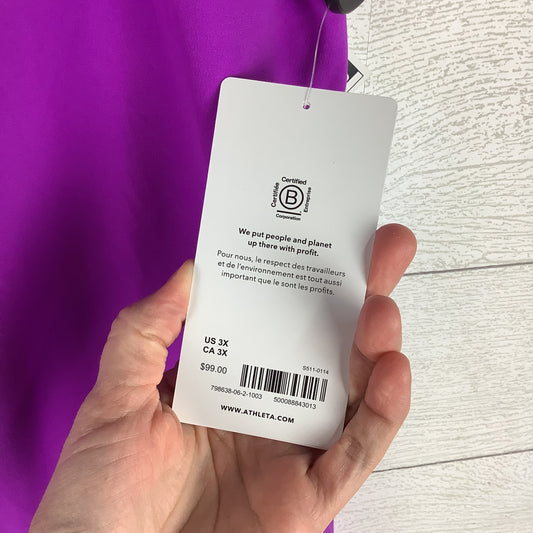 Certified
Certifiée
B
Entreprise
Corporation
We put people and planet
up there with profit.
Pour nous, le respect des travailleurs
et de l'environnement est tout aussi
important que le sont les profits.
US 3X
CA 3X
$99.00
S511-0114
798638-06-2-1003
500088843013
WWW.ATHLETA.COM